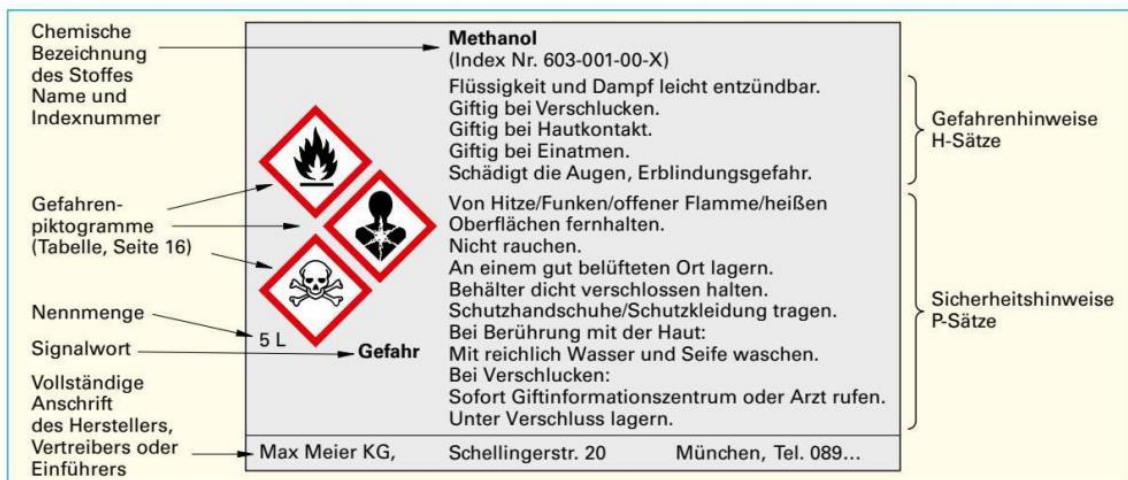 Chemische
Bezeichnung
des Stoffes
Name und
Indexnummer
Gefahren-
piktogramme
(Tabelle, Seite 16)
Nennmenge
Signalwort
Vollständige
Anschrift
des Herstellers,
Vertreibers oder
Einführers
Methanol
(Index Nr. 603-001-00-X)
Flüssigkeit und Dampf leicht entzündbar.
Giftig bei Verschlucken.
Giftig bei Hautkontakt.
Giftig bei Einatmen.
Schädigt die Augen, Erblindungsgefahr.
Von Hitze/Funken/offener Flamme/heißen
Oberflächen fernhalten.
Nicht rauchen.
An einem gut belüfteten Ort lagern.
Behälter dicht verschlossen halten.
Schutzhandschuhe/Schutzkleidung tragen.
Bei Berührung mit der Haut:
Mit reichlich Wasser und Seife waschen.
Bei Verschlucken:
Sofort Giftinformationszentrum oder Arzt rufen.
Unter Verschluss lagern.
5 L
Gefahr
Max Meier KG, Schellingerstr. 20 München, Tel. 089...
Gefahrenhinweise
H-Sätze
Sicherheitshinweise
P-Sätze